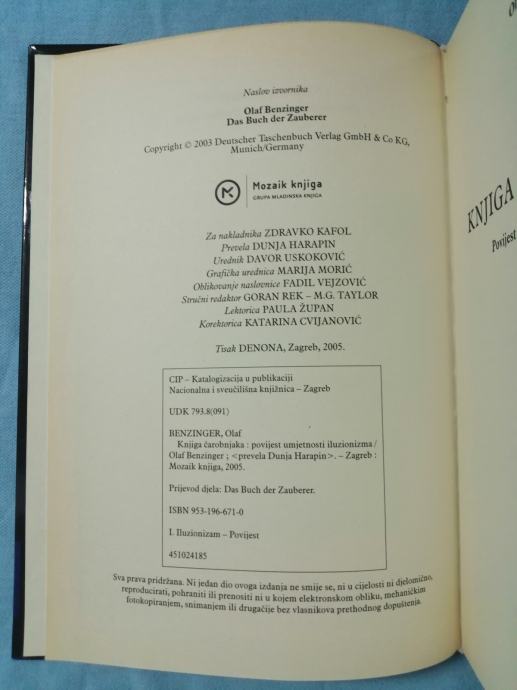 Naslov izvornika
Olaf Benzinger
Das Buch der Zauberer
Copyright © 2003 Deutscher Taschenbuch Verlag GmbH & Co KG,
Munich/Germany
Mozaik knjiga
GRUPA MLADINSKA KNJIGA
Za nakladnika ZDRAVKO KAFOL
Prevela DUNJA HARAPIN
Urednik DAVOR USKOKOVIĆ
Grafička urednica MARIJA MORIĆ
Oblikovanje naslovnice FADIL VEJZOVIĆ
Stručni redaktor GORAN REK – M.G. TAYLOR
Lektorica PAULA ŽUPAN
Korektorica KATARINA CVIJANOVIĆ
Tisak DENONA, Zagreb, 2005.
CIP – Katalogizacija u publikaciji
Nacionalna i sveučilišna knjižnica – Zagreb
UDK 793.8(091)
BENZINGER, Olaf
Knjiga čarobnjaka : povijest umjetnosti iluzionizma /
Olaf Benzinger ; <prevela Dunja Harapin>. – Zagreb :
Mozaik knjiga, 2005.
Prijevod djela: Das Buch der Zauberer.
ISBN 953-196-671-0
I. Iluzionizam – Povijest
451024185
Sva prava pridržana. Ni jedan dio ovoga izdanja ne smije se, ni u cijelosti ni djelomično,
reproducirati, pohraniti ili prenositi ni u kojem elektronskom obliku, mehaničkim
fotokopiranjem, snimanjem ili drugačije bez vlasnikova prethodnog dopuštenja.
KNJIGA
Povijest